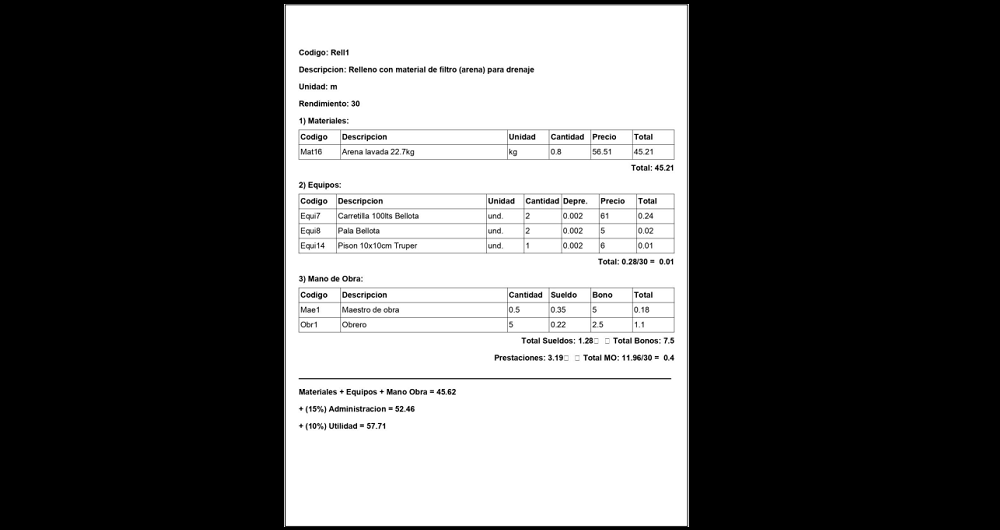 Codigo: Rell1
Descripcion: Relleno con material de filtro (arena) para drenaje
Unidad: m
Rendimiento: 30
1) Materiales:
Codigo Descripcion Unidad Cantidad Precio Total
Mat16 Arena lavada 22.7kg kg 0.8 56.51 45.21
Total: 45.21
2) Equipos:
Codigo Descripcion Unidad Cantidad Depre. Precio Total
Equi7 Carretilla 100lts Bellota und. 2 0.002 61 0.24
Equi8 Pala Bellota und. 2 0.002 5 0.02
Equi14 Pison 10x10cm Truper und. 1 0.002 6 0.01
Total: 0.28/30 = 0.01
3) Mano de Obra:
Codigo Descripcion Cantidad Sueldo Bono Total
Mae1 Maestro de obra 0.5 0.35 5 0.18
Obr1 Obrero 5 0.22 2.5 1.1
Total Sueldos: 1.28□ □ Total Bonos: 7.5
Prestaciones: 3.19□ □ Total MO: 11.96/30 = 0.4
Materiales + Equipos + Mano Obra = 45.62
+ (15%) Administracion = 52.46
+ (10%) Utilidad = 57.71